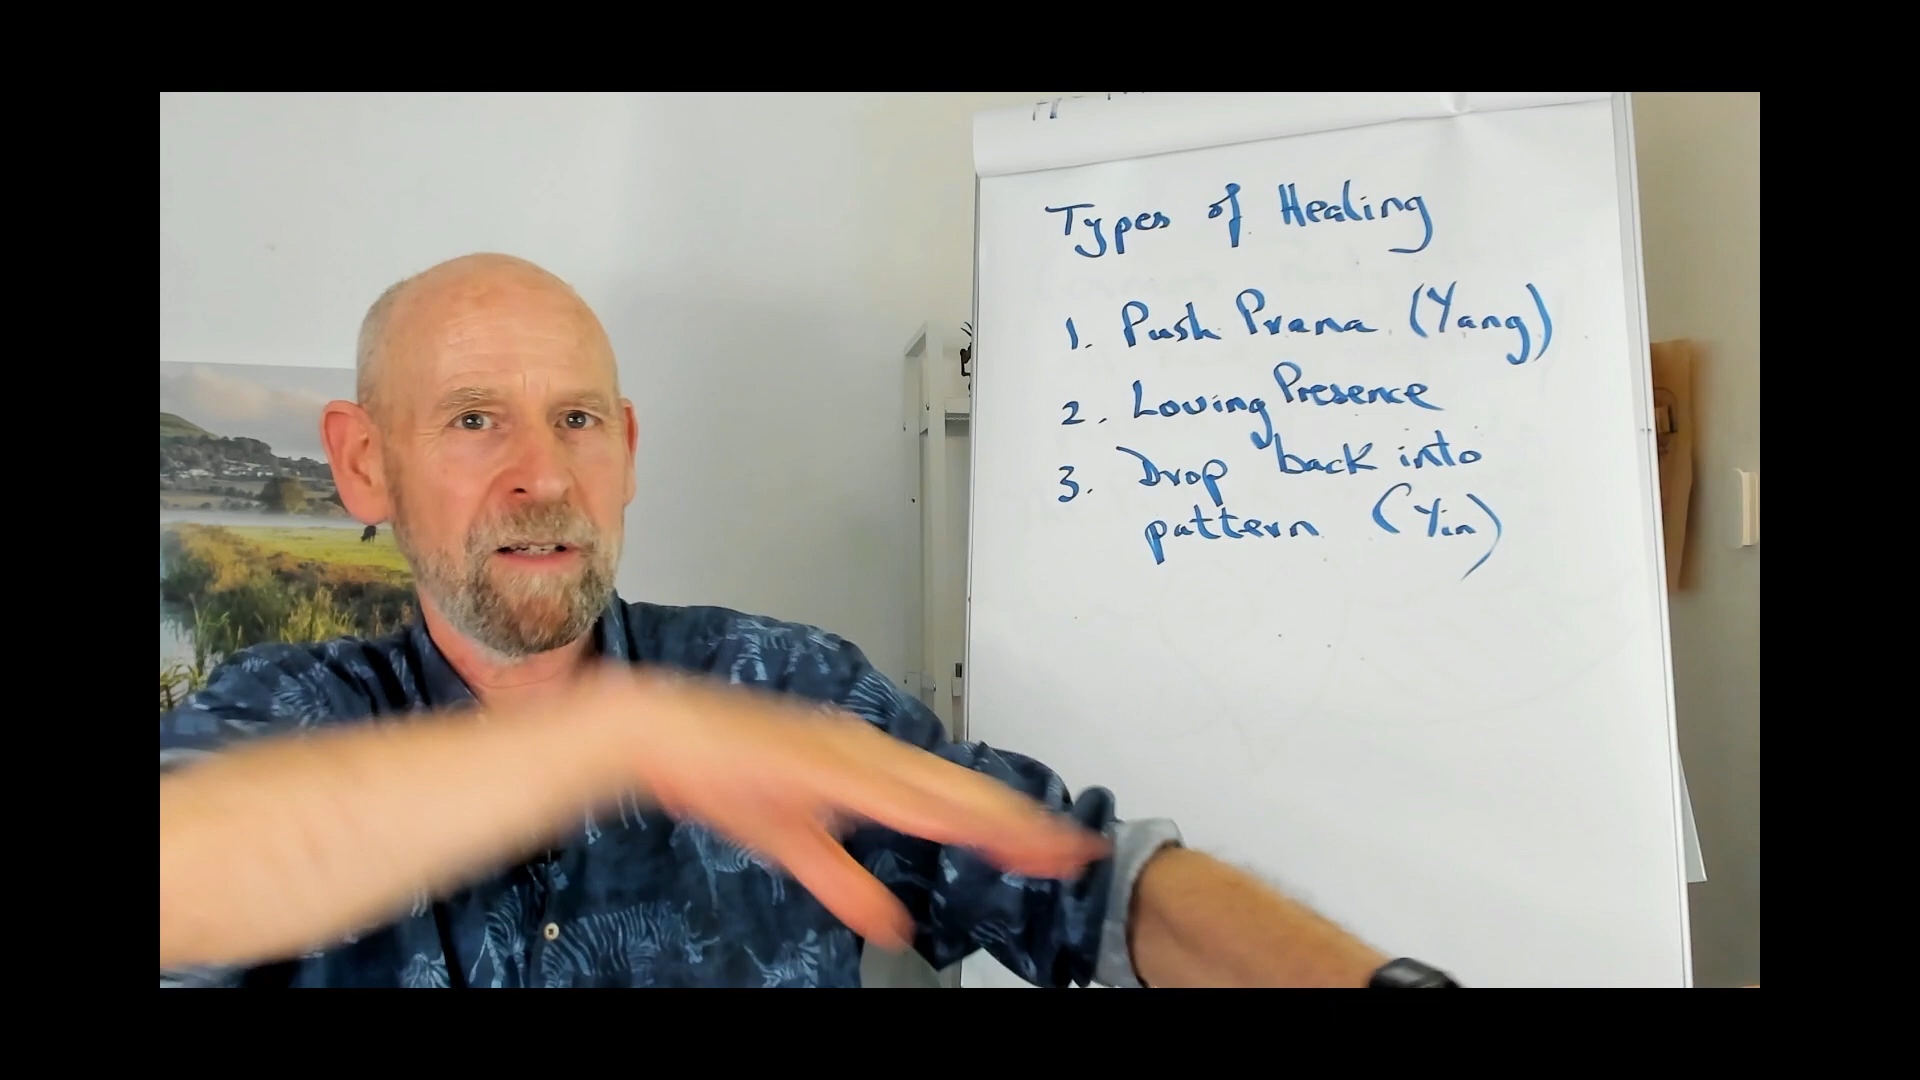 Types of Healing
1. Push Prana (Yang)
2. Loving Presence
3. Drop back into
pattern (Yin)